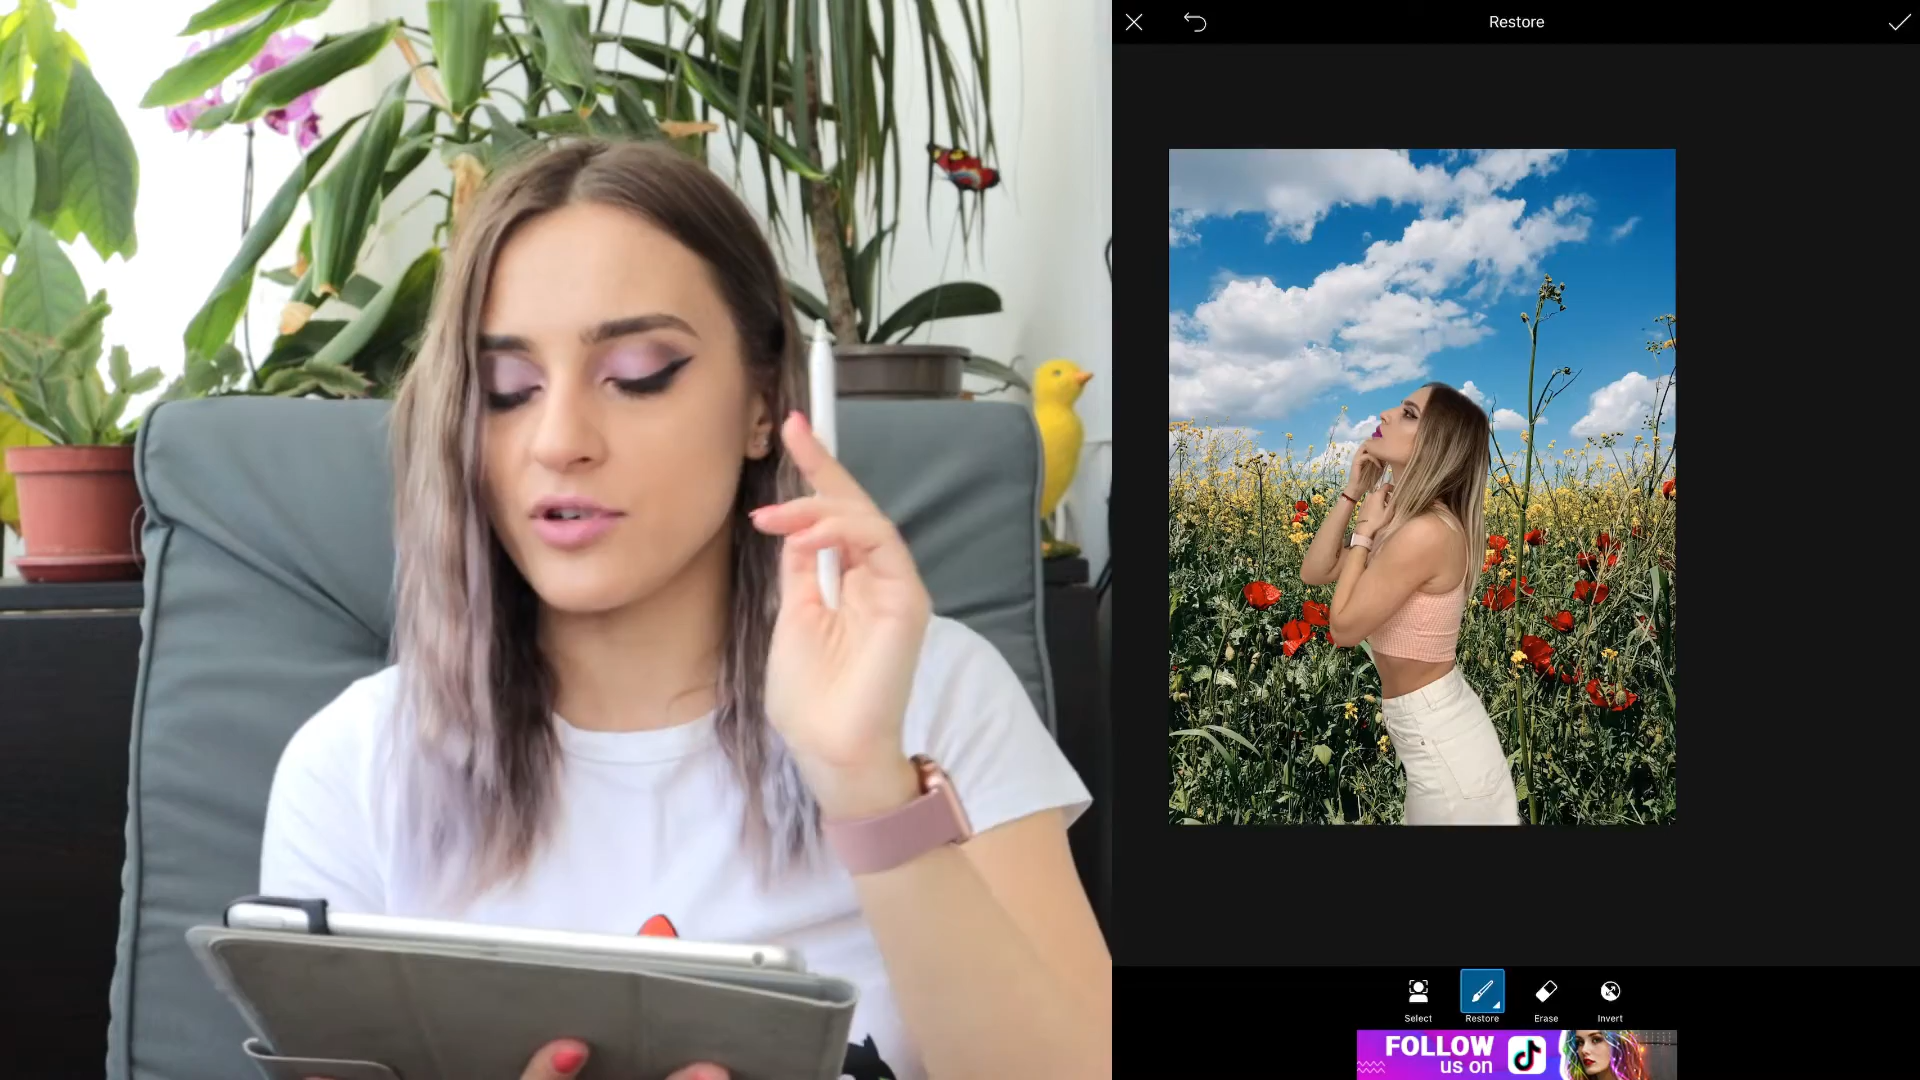 Restore
Select
Restore
Erase
Invert
FOLLOW
us on